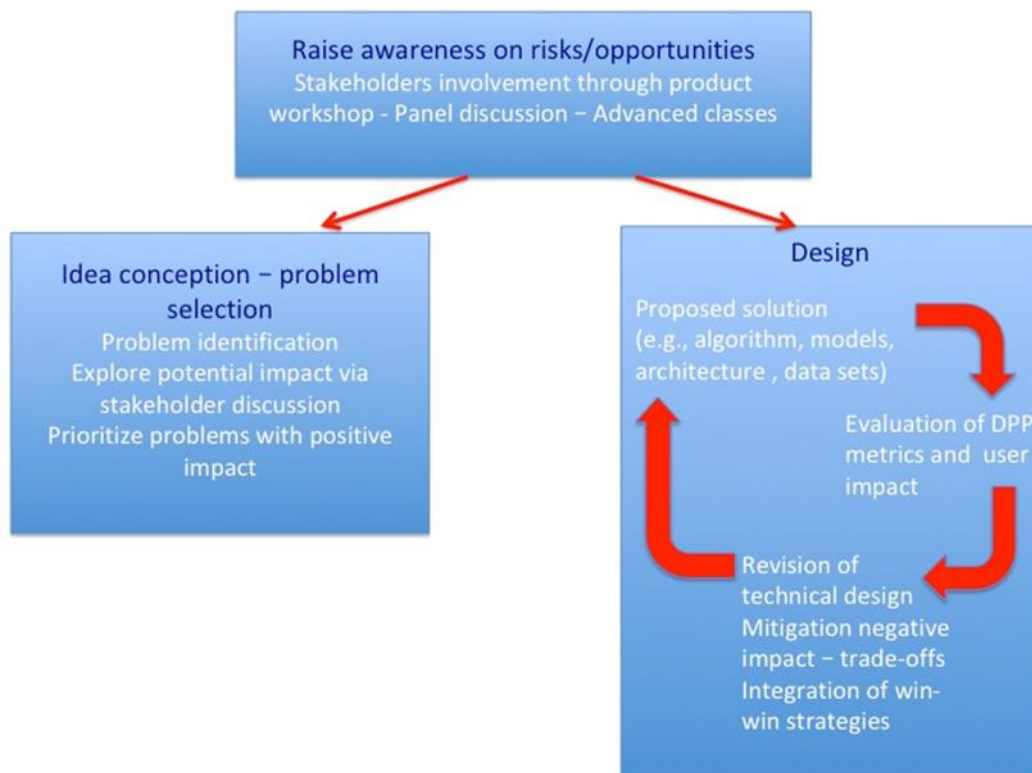 Raise awareness on risks/opportunities
Stakeholders involvement through product
workshop - Panel discussion – Advanced classes
Idea conception – problem
selection
Problem identification
Explore potential impact via
stakeholder discussion
Prioritize problems with positive
impact
Design
Proposed solution
(e.g., algorithm, models,
architecture , data sets)
Evaluation of DPP
metrics and user
impact
Revision of
technical design
Mitigation negative
impact – trade-offs
Integration of win-
win strategies